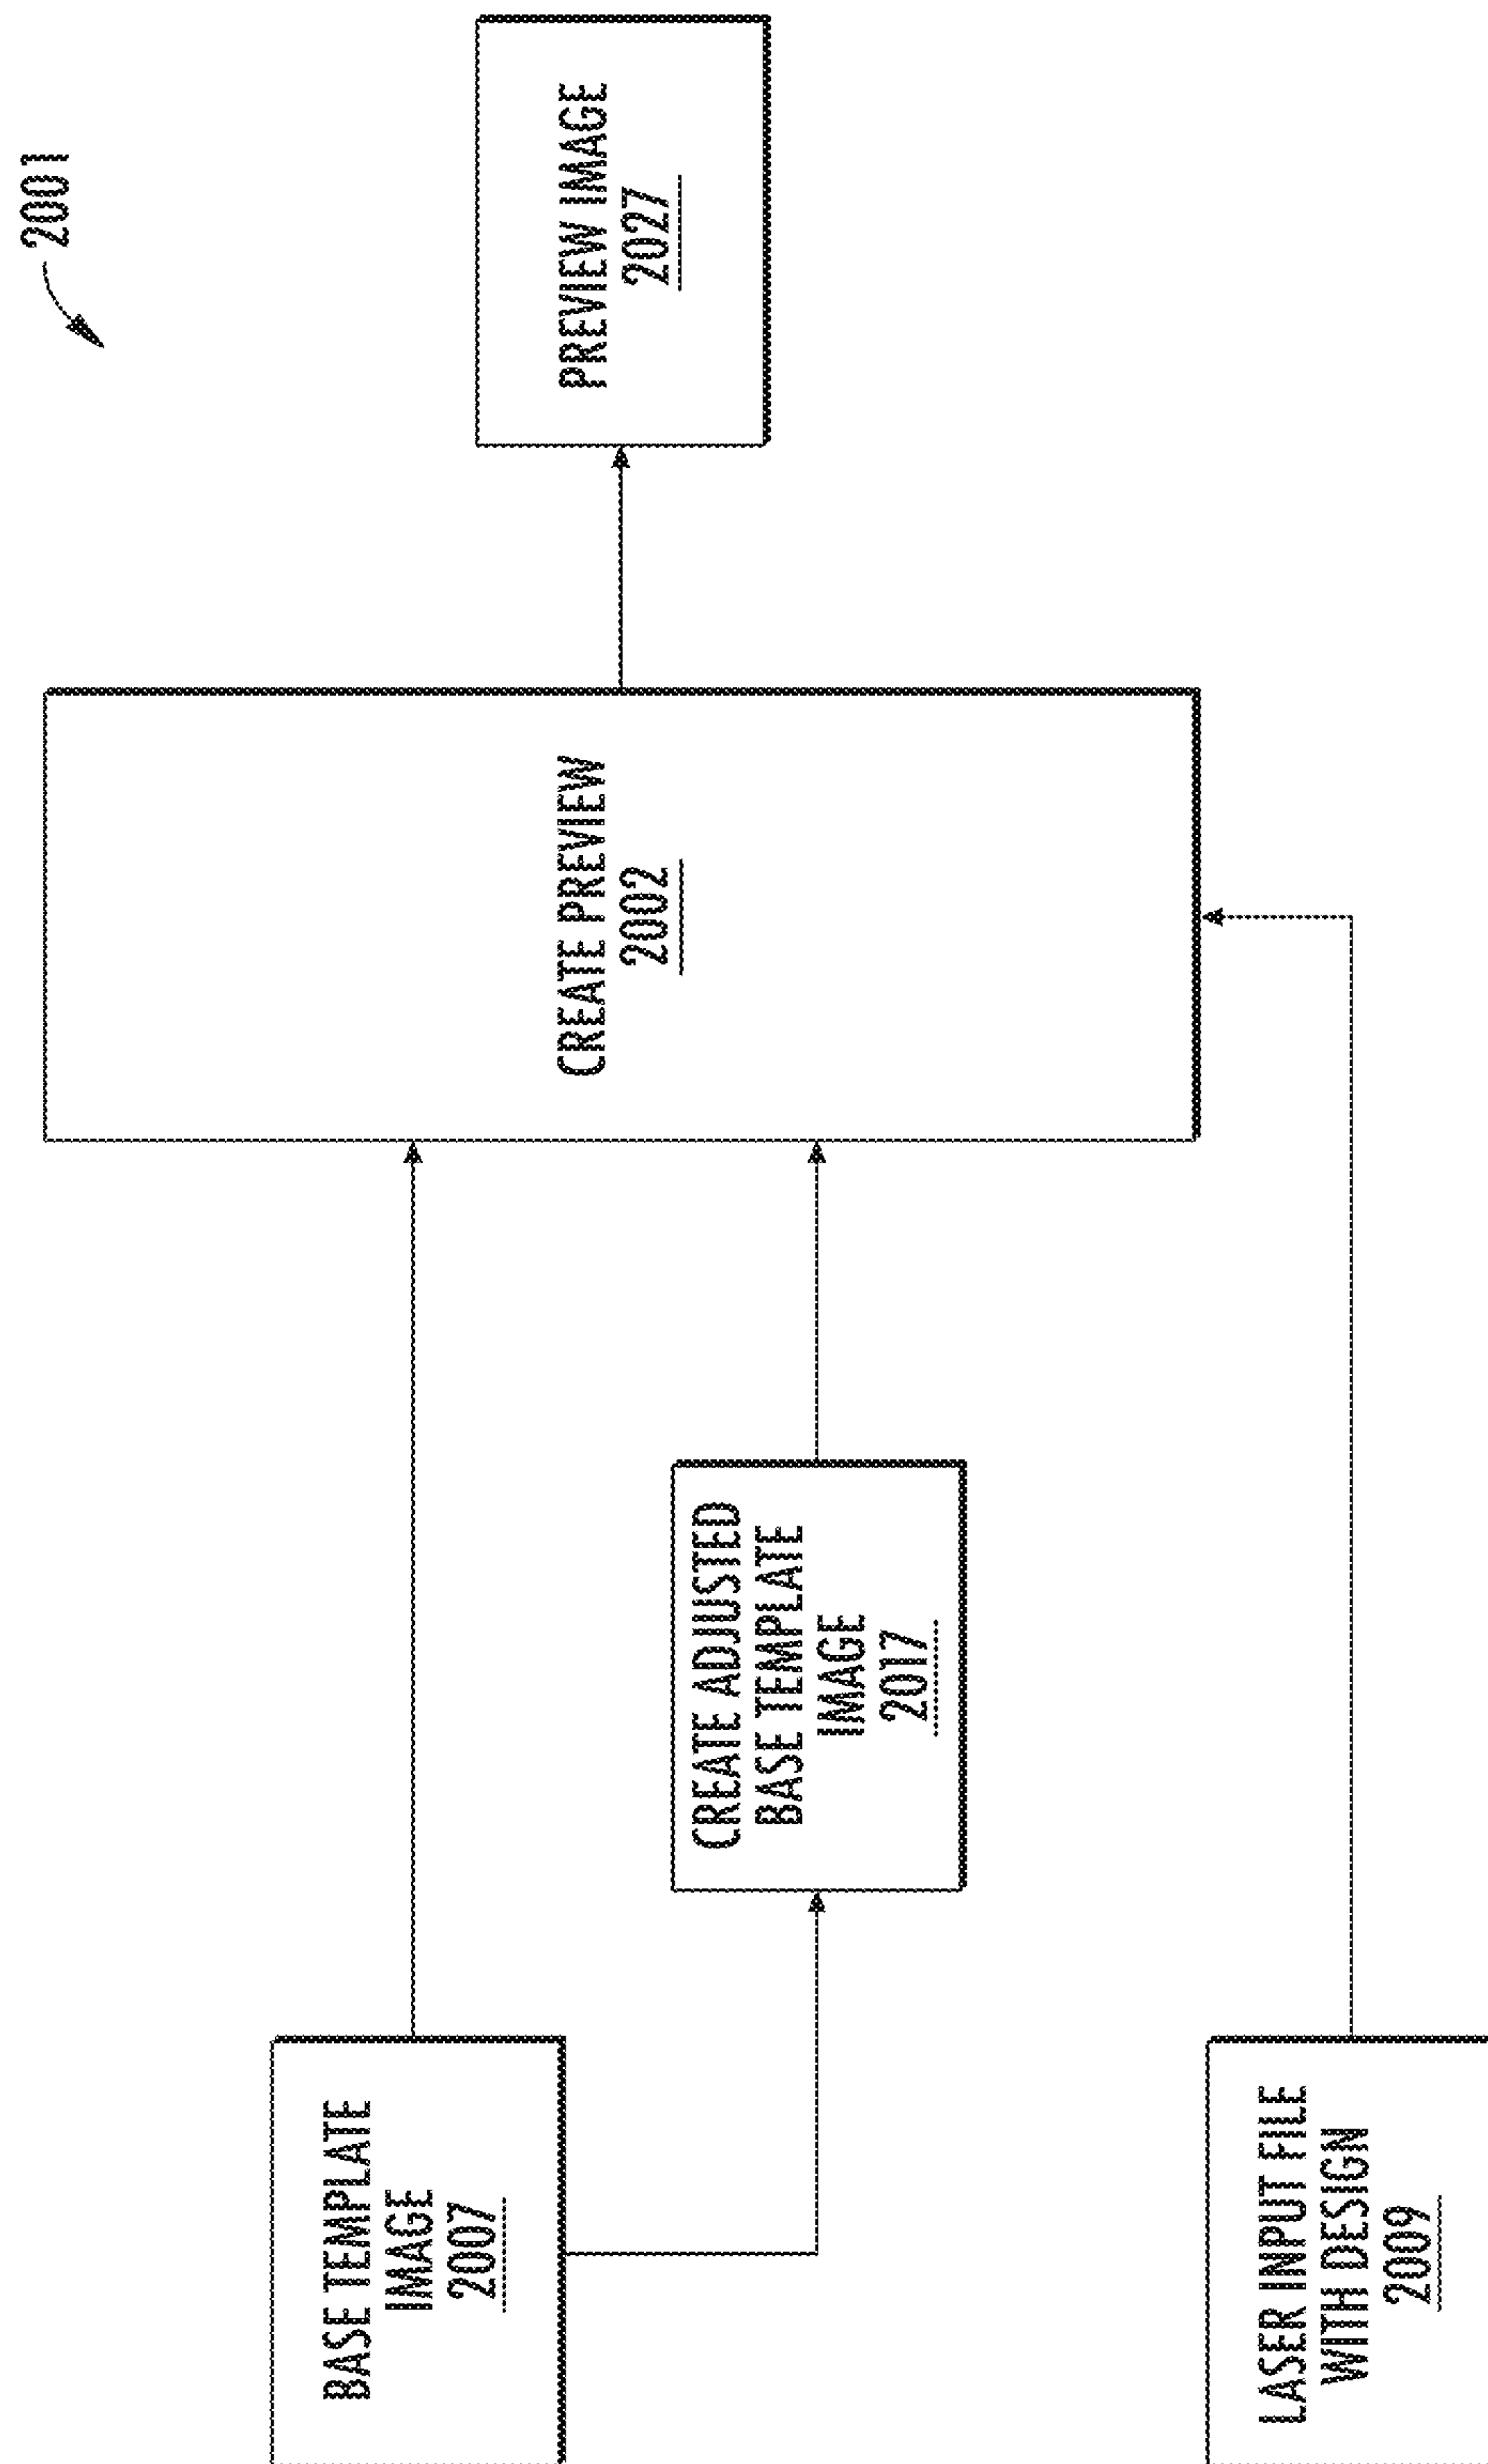 2001
BASE TEMPLATE
IMAGE
2007
CREATE ADJUSTED
BASE TEMPLATE
IMAGE
2017
LASER INPUT FILE
WITH DESIGN
2009
CREATE PREVIEW
2002
PREVIEW IMAGE
2027